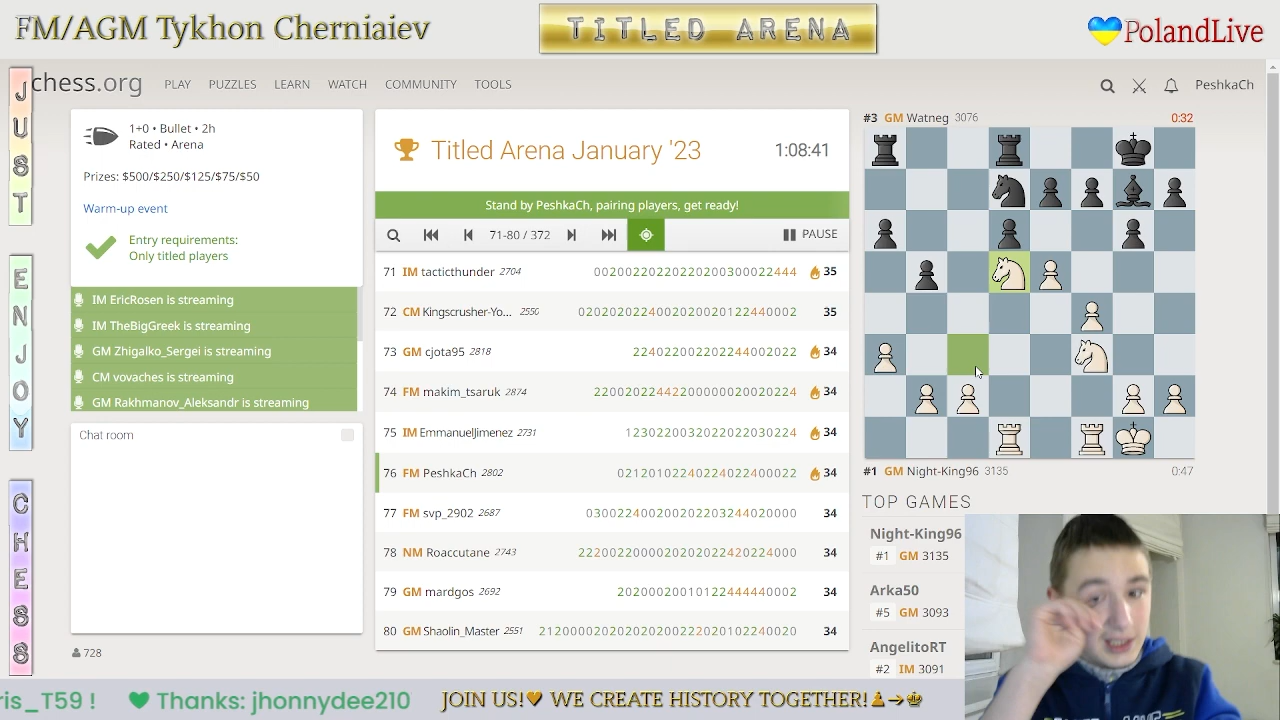 FM/AGM Tykhon Cherniaiev
TITLED ARENA
PolandLive
JUST
ENJOY
CHESS
chess.org
PLAY PUZZLES LEARN WATCH COMMUNITY TOOLS
PeshkaCh
1+0 • Bullet • 2h
Rated • Arena
Prizes: $500/$250/$125/$75/$50
Warm-up event
Entry requirements:
Only titled players
IM EricRosen is streaming
IM TheBigGreek is streaming
GM Zhigalko_Sergei is streaming
CM vovaches is streaming
GM Rakhmanov_Aleksandr is streaming
Chat room
728
Titled Arena January '23 1:08:41
Stand by PeshkaCh, pairing players, get ready!
71-80 / 372 PAUSE
71 IM tacticthunder 2704 00200220220220200300022444 35
72 CM Kingscrusher-Yo... 2550 0202020224002002００20122440002 35
73 GM cjota95 2818 224022002202244002022 34
74 FM makim_tsaruk 2874 22002022442200000020020224 34
75 IM EmmanuelJimenez 2731 1230220032022022030224 34
76 FM PeshkaCh 2802 02120102240224022400022 34
77 FM svp_2902 2687 030022400200202203244020000 34
78 NM Roaccutane 2743 2220022000020202022420224000 34
79 GM mardgos 2692 2020002001012244444０0002 34
80 GM Shaolin_Master 2551 34
#3 GM Watneg 3076 0:32
#1 GM Night-King96 3135 0:47
TOP GAMES
Night-King96
#1 GM 3135
Arka50
#5 GM 3093
AngelitoRT
#2 IM 3091
ris_T59 ! Thanks: jhonnydee210 JOIN US! WE CREATE HISTORY TOGETHER!